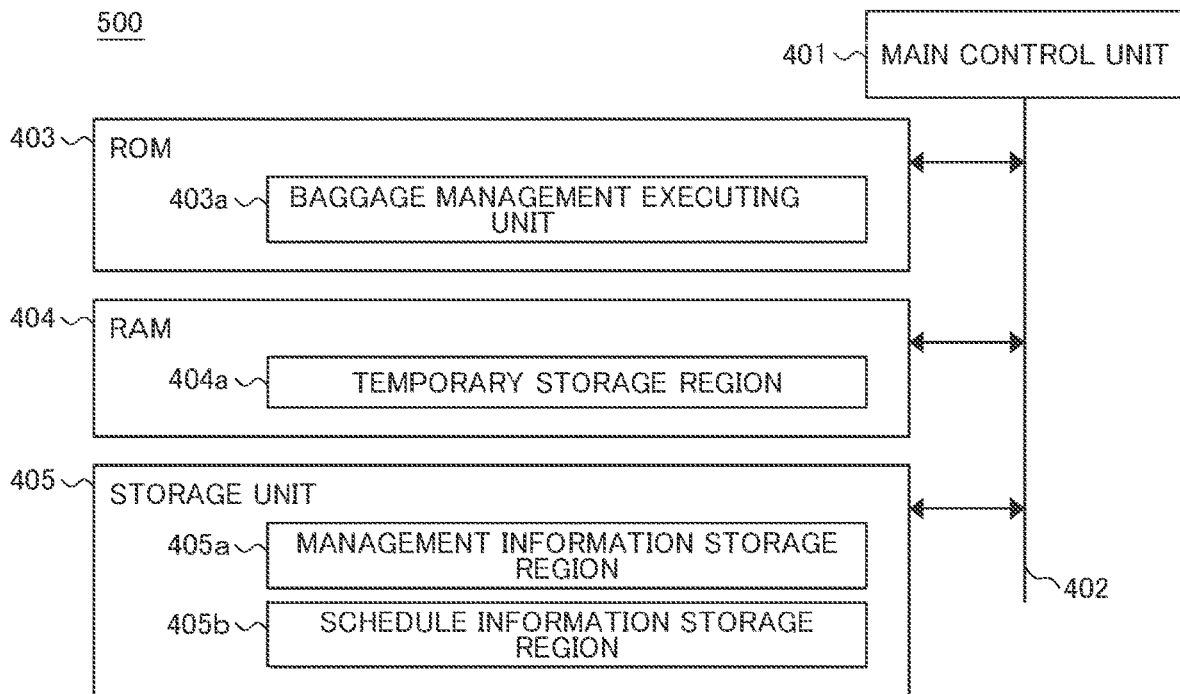 500
401
MAIN CONTROL UNIT
403
ROM
403a
BAGGAGE MANAGEMENT EXECUTING
UNIT
404
RAM
404a
TEMPORARY STORAGE REGION
405
STORAGE UNIT
405a
MANAGEMENT INFORMATION STORAGE
REGION
402
405b
SCHEDULE INFORMATION STORAGE
REGION